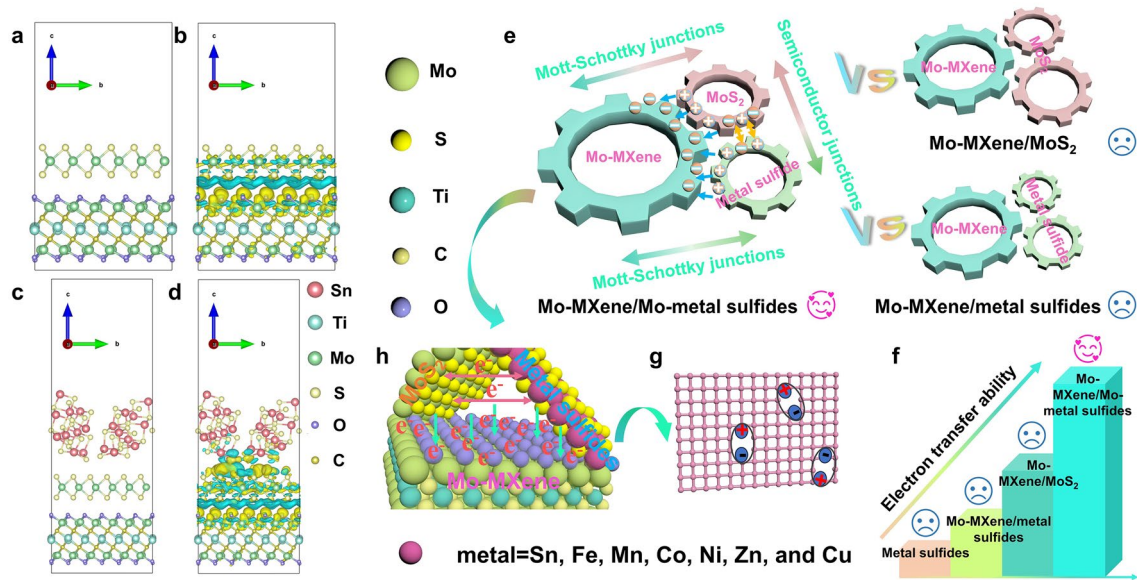 a
c
b
b
c
b
c
c
b
d
c
b
Mo
S
Ti
C
O
Sn
Ti
Mo
S
O
C
e
Mott-Schottky junctions
Semiconductor junctions
MoS2
Mo-MXene
Metal sulfide
Mott-Schottky junctions
Mo-MXene/Mo-metal sulfides
Vs
Mo-MXene
MoS2
Mo-MXene/MoS2
Vs
Mo-MXene
Metal sulfide
Mo-MXene/metal sulfides
h
MoS2
Metal sulfides
e-
e-
e-
e-
e-
e-
e-
e-
e-
e-
e-
Mo-MXene
g
metal=Sn, Fe, Mn, Co, Ni, Zn, and Cu
f
Electron transfer ability
Metal sulfides
Mo-MXene/metal
sulfides
Mo-
MXene/MoS2
Mo-
MXene/Mo-
metal sulfides